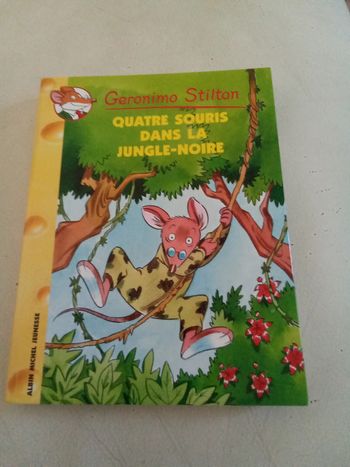 Geronimo Stilton
QUATRE SOURIS
DANS LA
JUNGLE-NOIRE
ALBIN MICHEL JEUNESSE